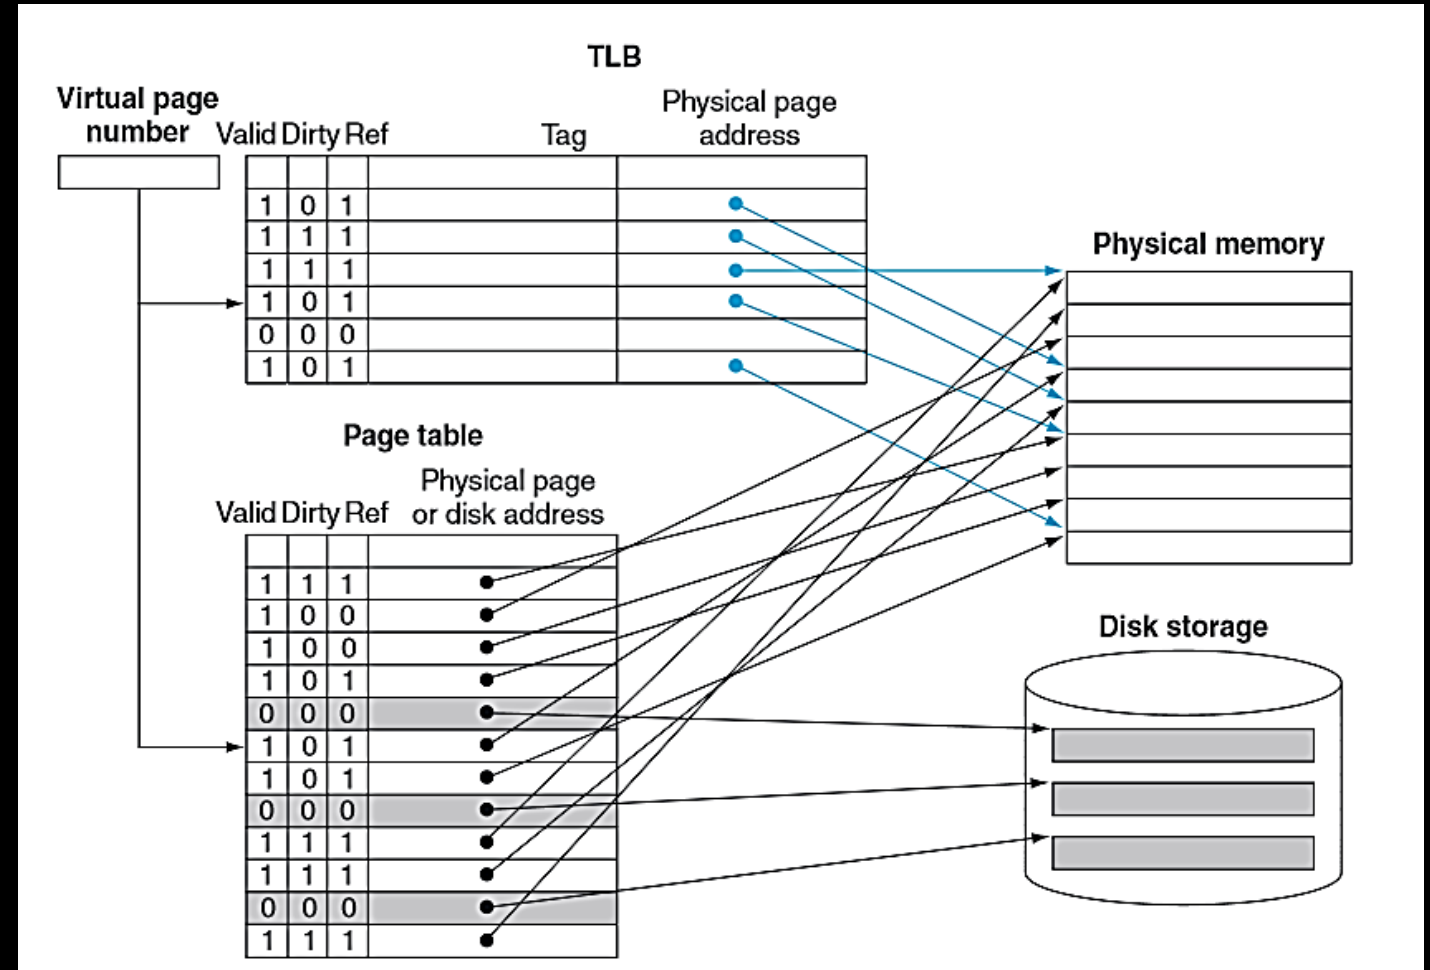 TLB
Virtual page
number
Valid Dirty Ref
Tag
Physical page
address
1 0 1
1 1 1
1 1 1
1 0 1
0 0 0
1 0 1
Physical memory
Page table
Physical page
or disk address
Valid Dirty Ref
1 1 1
1 0 0
1 0 0
1 0 1
0 0 0
1 0 1
1 0 1
0 0 0
1 1 1
1 1 1
0 0 0
1 1 1
Disk storage